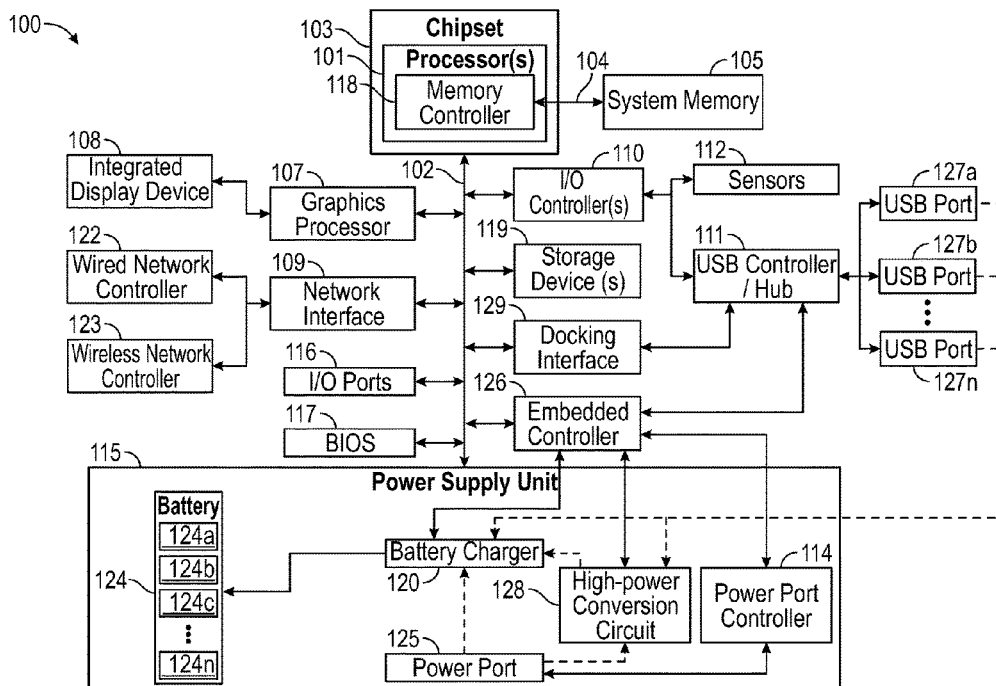 100
103
Chipset
101
Processor(s)
118
Memory
Controller
104
105
System Memory
108
Integrated
Display Device
107
Graphics
Processor
102
110
I/O
Controller(s)
112
Sensors
127a
USB Port
122
Wired Network
Controller
109
Network
Interface
119
Storage
Device (s)
111
USB Controller
/ Hub
127b
USB Port
123
Wireless Network
Controller
129
Docking
Interface
USB Port
127n
116
I/O Ports
126
Embedded
Controller
117
BIOS
115
Power Supply Unit
Battery
124a
124b
124c
124n
124
Battery Charger
120
128
High-power
Conversion
Circuit
114
Power Port
Controller
125
Power Port